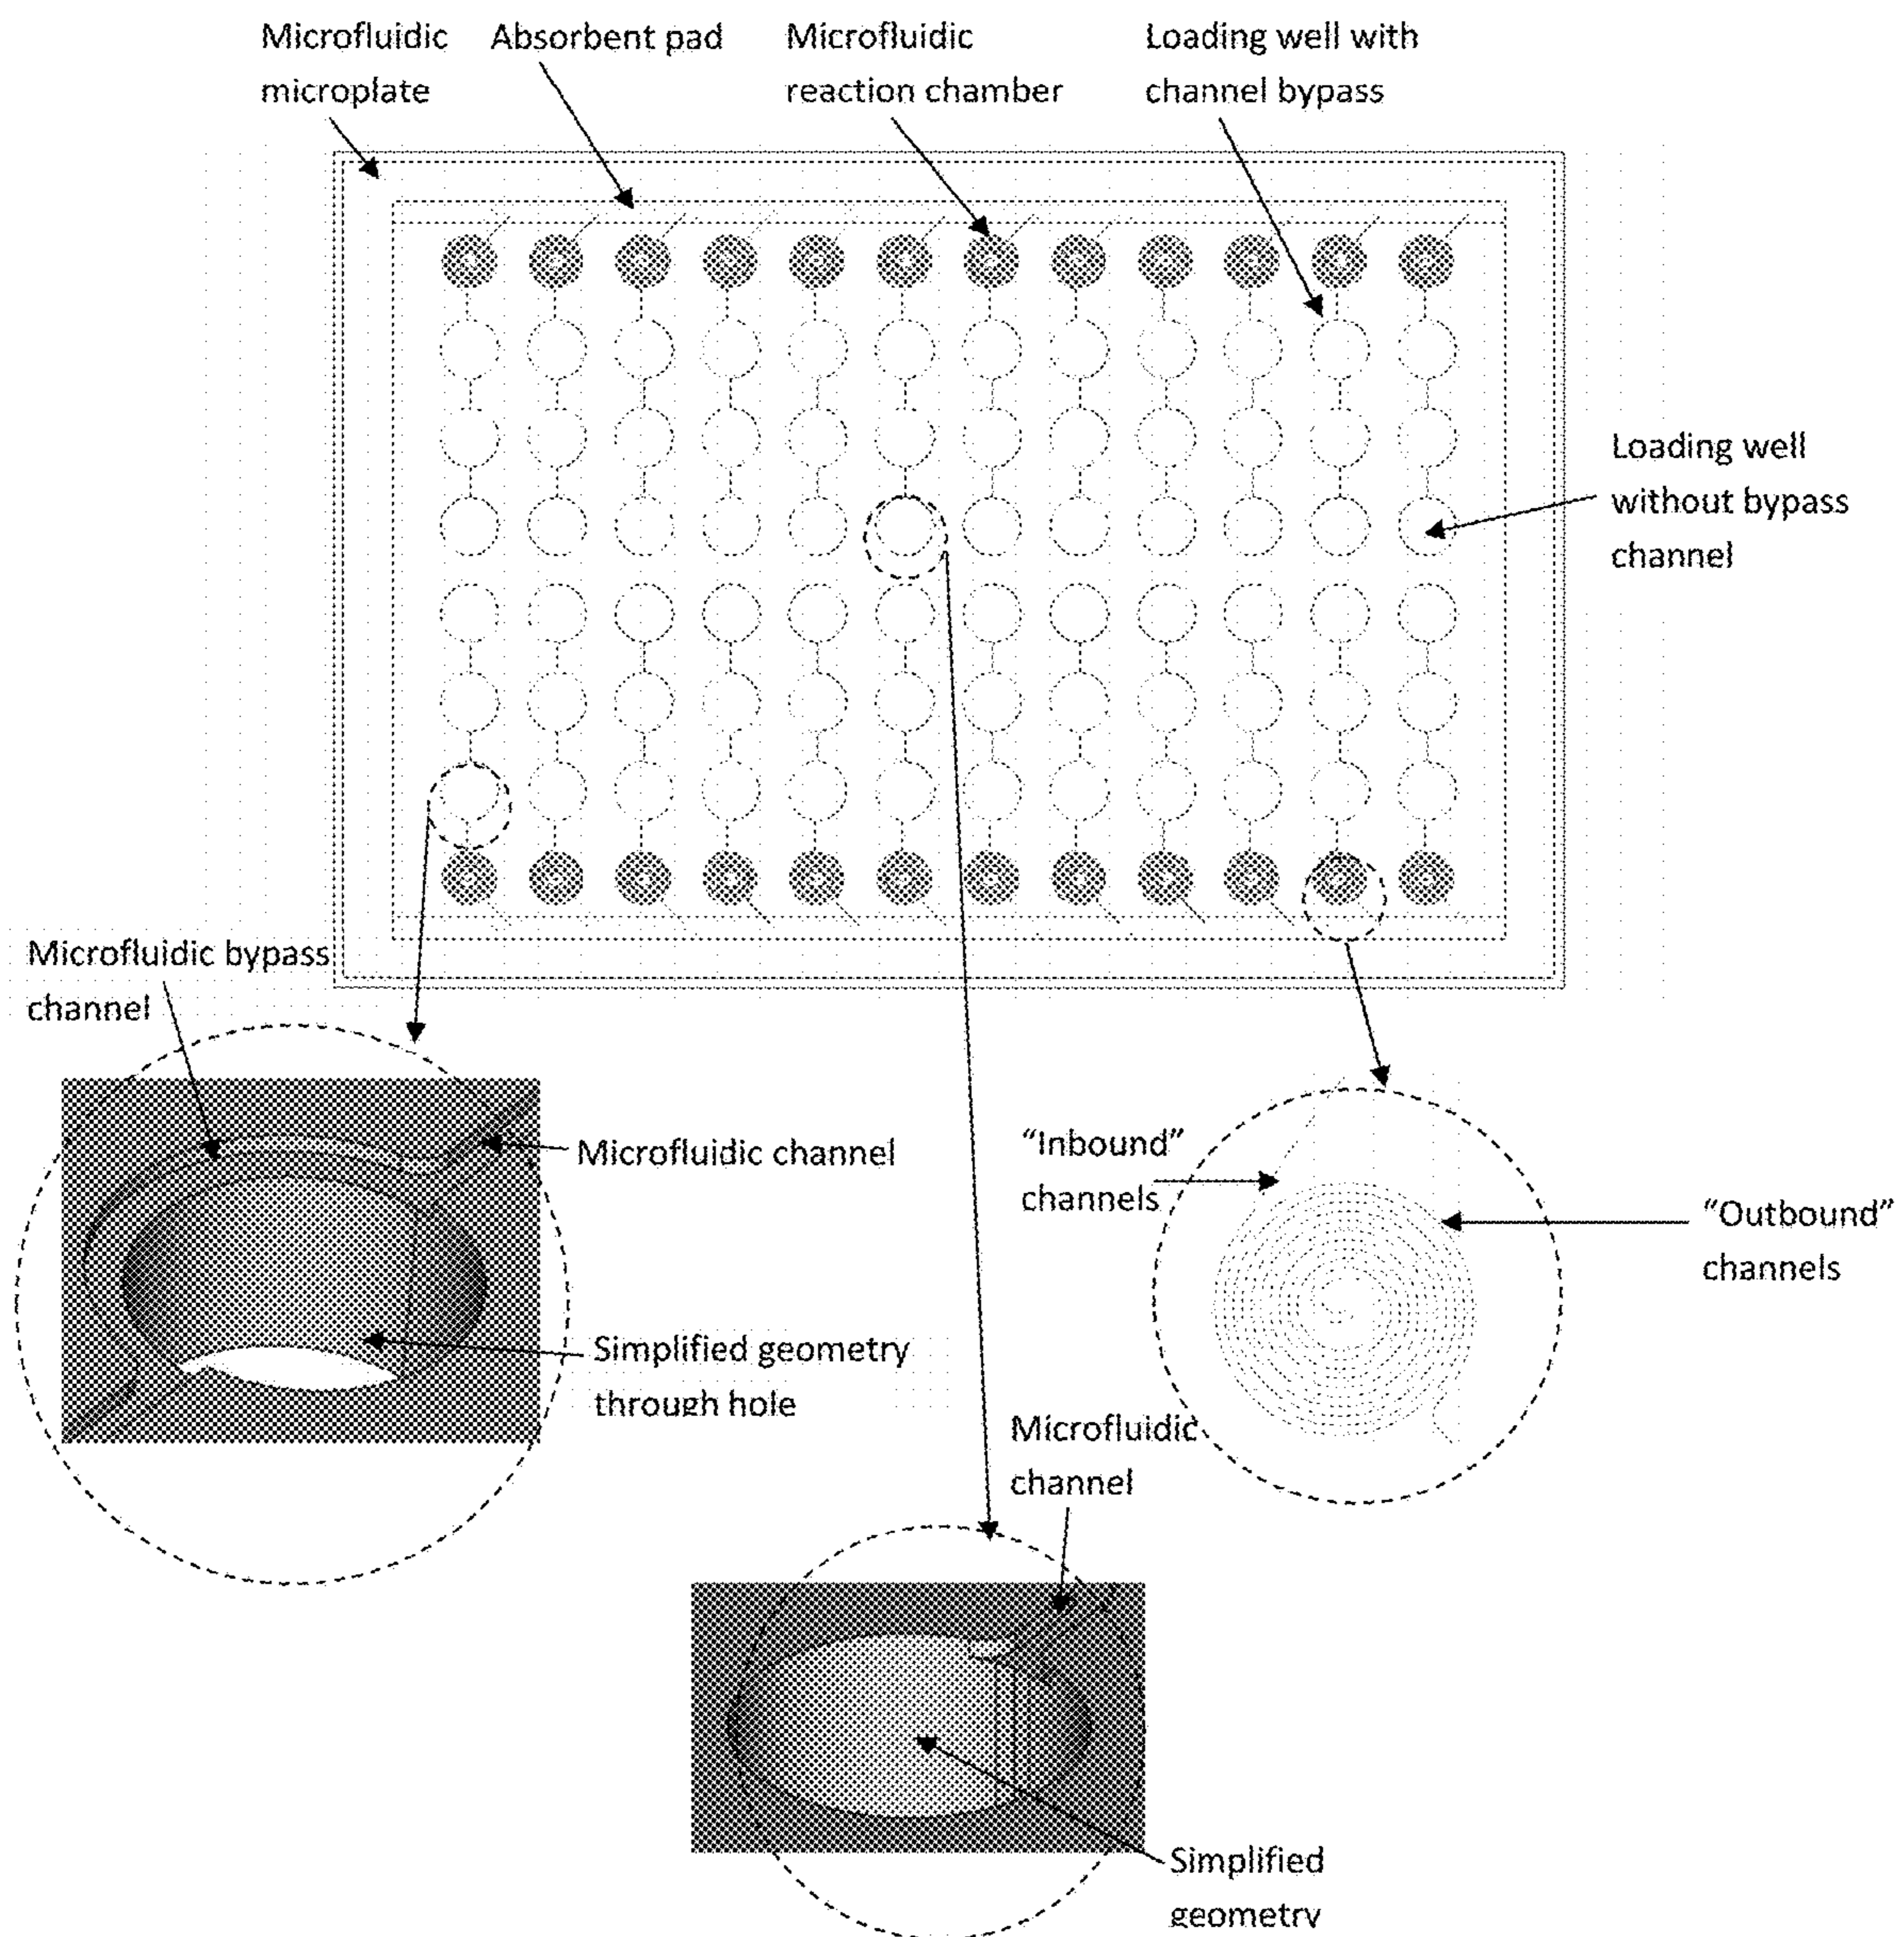 Microfluidic
microplate
Absorbent pad
Microfluidic
reaction chamber
Loading well with
channel bypass
Loading well
without bypass
channel
Microfluidic bypass
channel
Microfluidic channel
Simplified geometry
through hole
"Inbound"
channels
"Outbound"
channels
Microfluidic
channel
Simplified
geometry